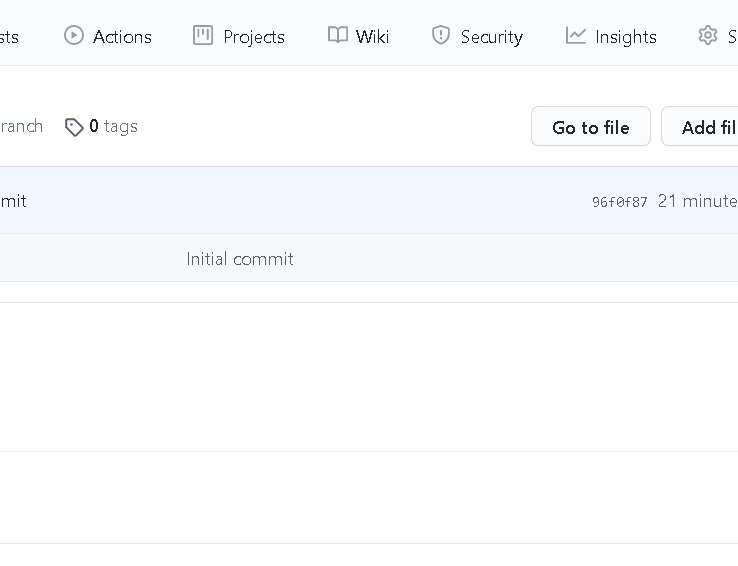 sts Actions Projects Wiki Security Insights S
ranch 0 tags Go to file Add fil
mit 96f0f87 21 minute
Initial commit